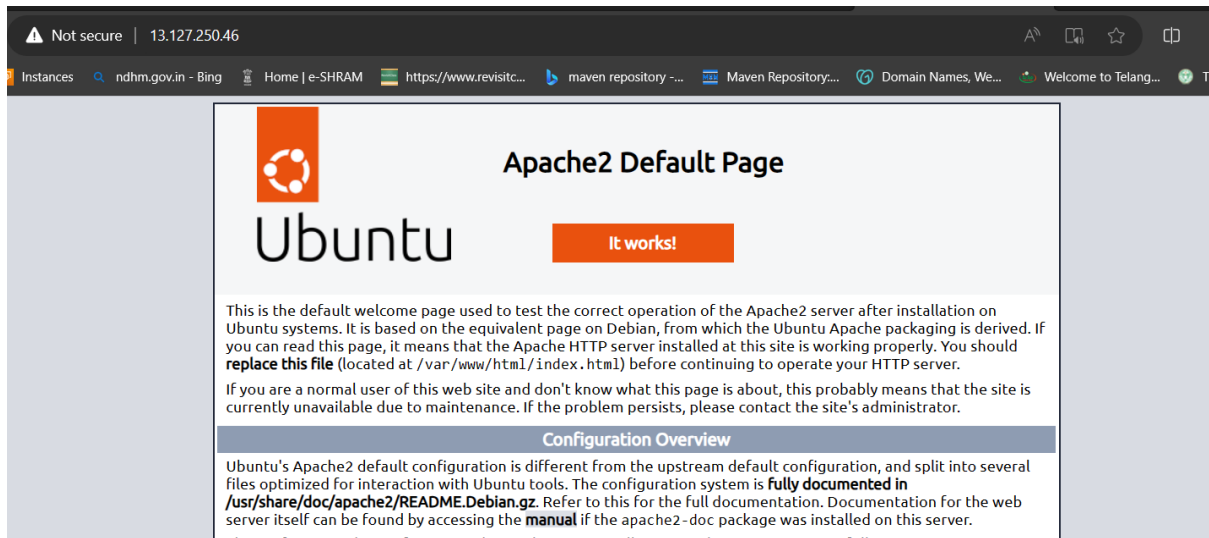 Not secure | 13.127.250.46
Instances ndhm.gov.in - Bing Home | e-SHRAM https://www.revisitc... maven repository -... Maven Repository:... Domain Names, We... Welcome to Telang...
Apache2 Default Page
Ubuntu
It works!
This is the default welcome page used to test the correct operation of the Apache2 server after installation on
Ubuntu systems. It is based on the equivalent page on Debian, from which the Ubuntu Apache packaging is derived. If
you can read this page, it means that the Apache HTTP server installed at this site is working properly. You should
replace this file (located at /var/www/html/index.html) before continuing to operate your HTTP server.
If you are a normal user of this web site and don't know what this page is about, this probably means that the site is
currently unavailable due to maintenance. If the problem persists, please contact the site's administrator.
Configuration Overview
Ubuntu's Apache2 default configuration is different from the upstream default configuration, and split into several
files optimized for interaction with Ubuntu tools. The configuration system is fully documented in
/usr/share/doc/apache2/README.Debian.gz. Refer to this for the full documentation. Documentation for the web
server itself can be found by accessing the manual if the apache2-doc package was installed on this server.